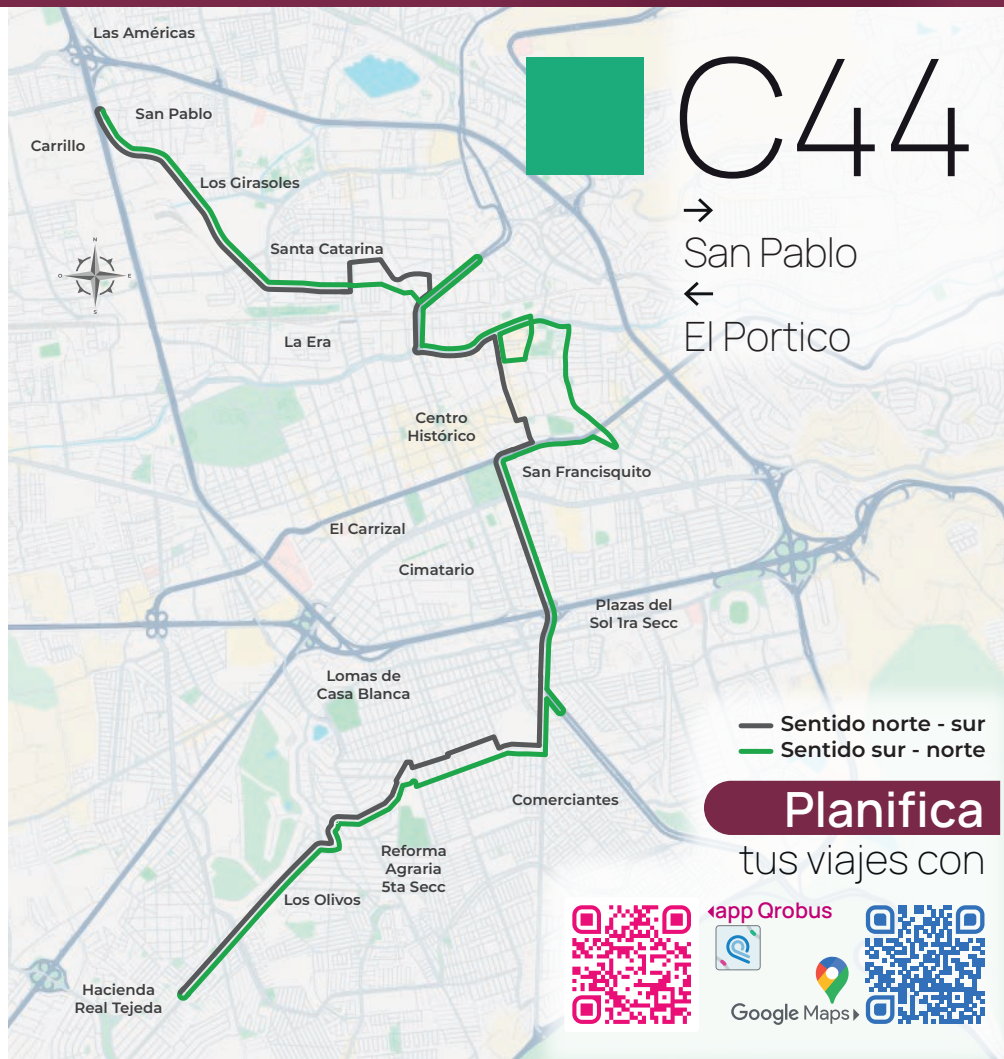 Las Américas
San Pablo
Carrillo
Los Girasoles
Santa Catarina
N
O
E
S
La Era
Centro
Histórico
San Francisquito
El Carrizal
Cimatario
Plazas del
Sol 1ra Secc
Lomas de
Casa Blanca
Comerciantes
Reforma
Agraria
5ta Secc
Los Olivos
Hacienda
Real Tejeda
C44
→
San Pablo
←
El Portico
Sentido norte - sur
Sentido sur - norte
Planifica
tus viajes con
app Qrobus
Google Maps